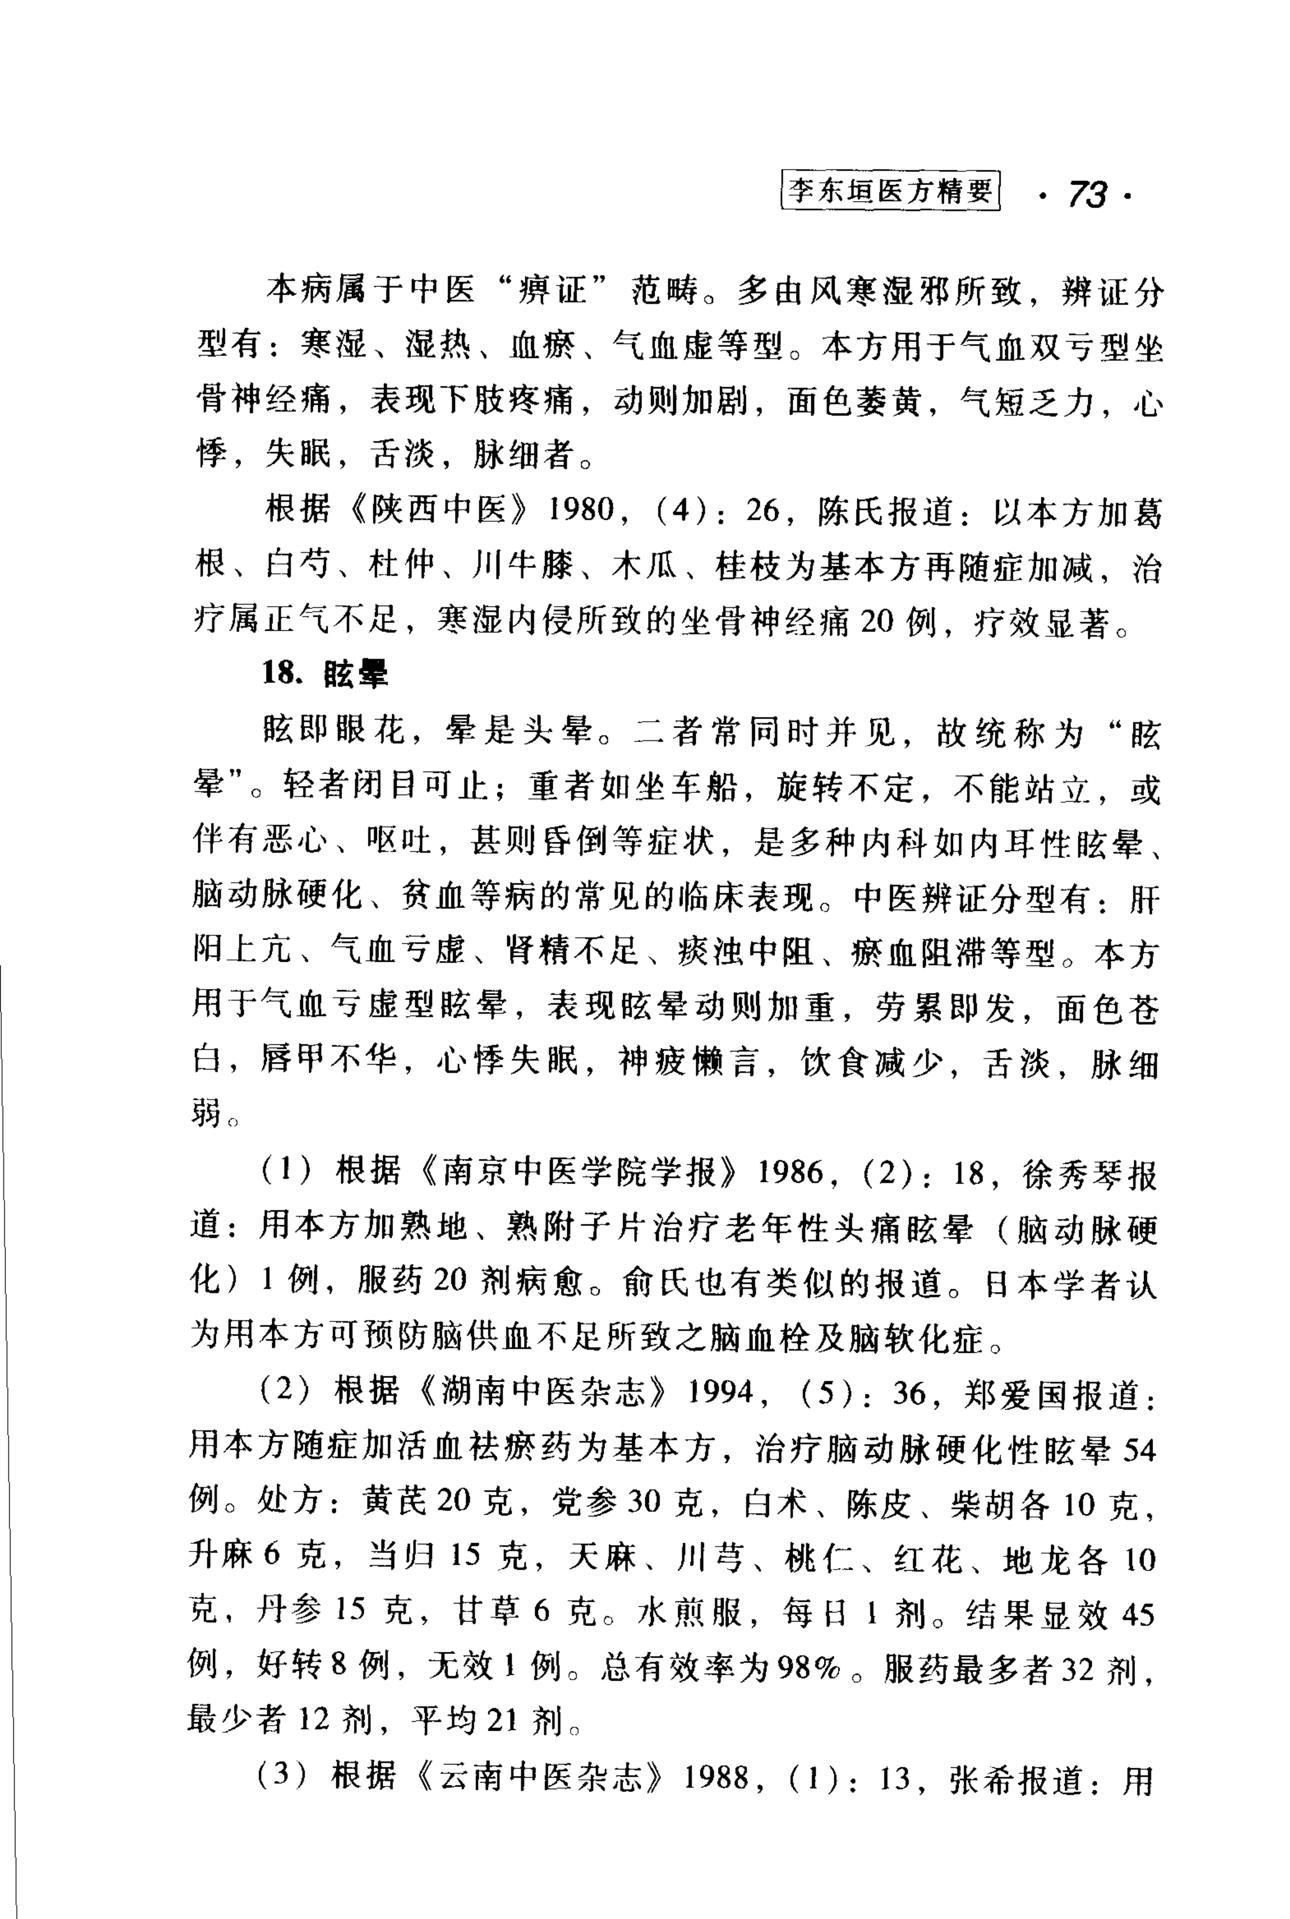 李东垣医方精要 ·73·
本病属于中医“痹证”范畴。多由风寒湿邪所致，辨证分
型有：寒湿、湿热、血瘀、气血虚等型。本方用于气血双亏型坐
骨神经痛，表现下肢疼痛，动则加剧，面色萎黄，气短乏力，心
悸，失眠，舌淡，脉细者。
根据《陕西中医》1980，（4）：26，陈氏报道：以本方加葛
根、白芍、杜仲、川牛膝、木瓜、桂枝为基本方再随症加减，治
疗属正气不足，寒湿内侵所致的坐骨神经痛20例，疗效显著。
18. 眩晕
眩即眼花，晕是头晕。二者常同时并见，故统称为“眩
晕”。轻者闭目可止；重者如坐车船，旋转不定，不能站立，或
伴有恶心、呕吐，甚则昏倒等症状，是多种内科如内耳性眩晕、
脑动脉硬化、贫血等病的常见的临床表现。中医辨证分型有：肝
阳上亢、气血亏虚、肾精不足、痰浊中阻、瘀血阻滞等型。本方
用于气血亏虚型眩晕，表现眩晕动则加重，劳累即发，面色苍
白，唇甲不华，心悸失眠，神疲懒言，饮食减少，舌淡，脉细
弱。
（1）根据《南京中医学院学报》1986，（2）：18，徐秀琴报
道：用本方加熟地、熟附子片治疗老年性头痛眩晕（脑动脉硬
化）1例，服药20剂病愈。俞氏也有类似的报道。日本学者认
为用本方可预防脑供血不足所致之脑血栓及脑软化症。
（2）根据《湖南中医杂志》1994，（5）：36，郑爱国报道：
用本方随症加活血祛瘀药为基本方，治疗脑动脉硬化性眩晕54
例。处方：黄芪20克，党参30克，白术、陈皮、柴胡各10克，
升麻6克，当归15克，天麻、川芎、桃仁、红花、地龙各10
克，丹参15克，甘草6克。水煎服，每日1剂。结果显效45
例，好转8例，无效1例。总有效率为98%。服药最多者32剂，
最少者12剂，平均21剂。
（3）根据《云南中医杂志》1988，（1）：13，张希报道：用